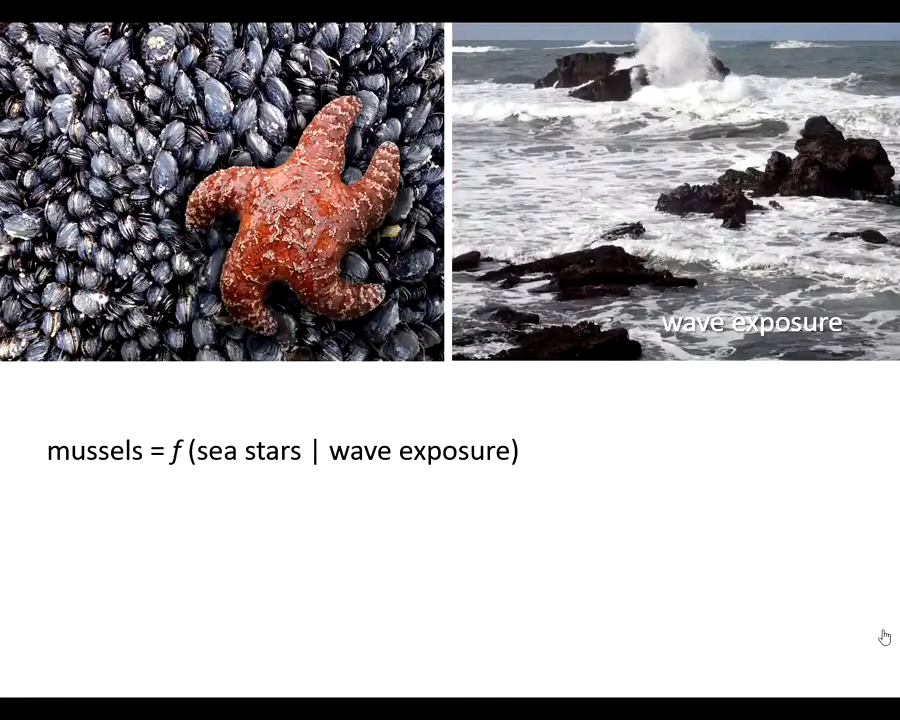 wave exposure
mussels = f (sea stars | wave exposure)